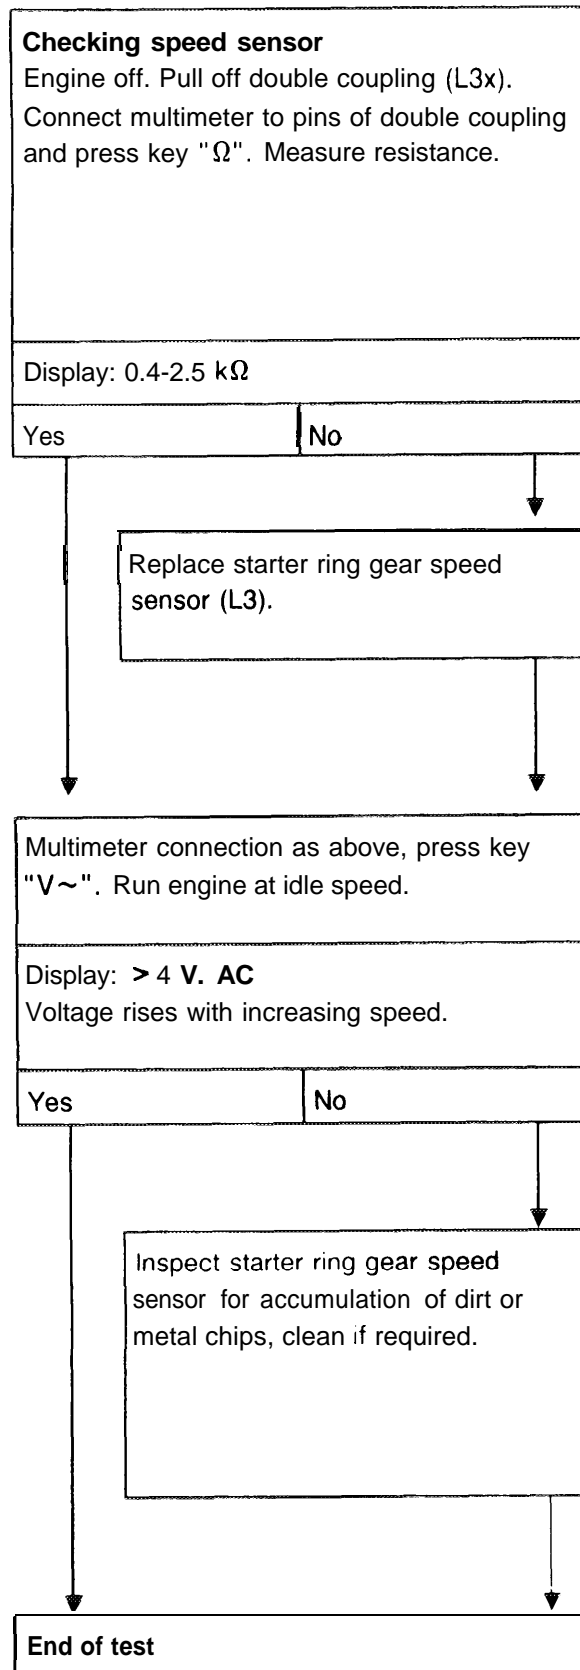 Checking speed sensor
Engine off. Pull off double coupling (L3x).
Connect multimeter to pins of double coupling
and press key "Ω". Measure resistance.
Display: 0.4-2.5 kΩ
Yes
No
Replace starter ring gear speed
sensor (L3).
Multimeter connection as above, press key
"V~". Run engine at idle speed.
Display: > 4 V. AC
Voltage rises with increasing speed.
Yes
No
Inspect starter ring gear speed
sensor for accumulation of dirt or
metal chips, clean if required.
End of test